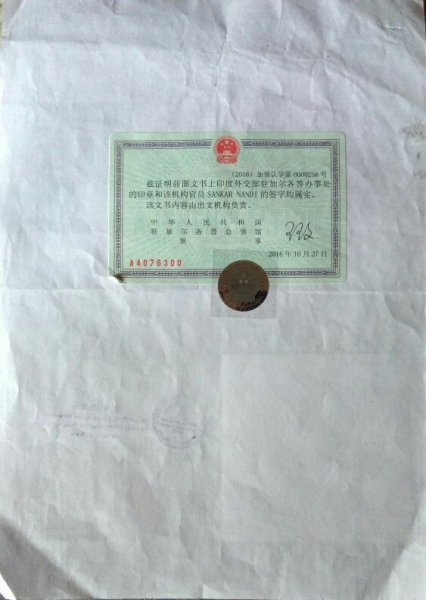 (2016) 加领认字第 0006258 号
兹证明前面文书上印度外交部驻加尔各答办事处
的印章和该机构官员 SANKAR NANDI 的签字均属实。
该文书内容由出文机构负责。
中华人民共和国
驻加尔各答总领馆
领事
2016 年 10 月 27 日
A4076300